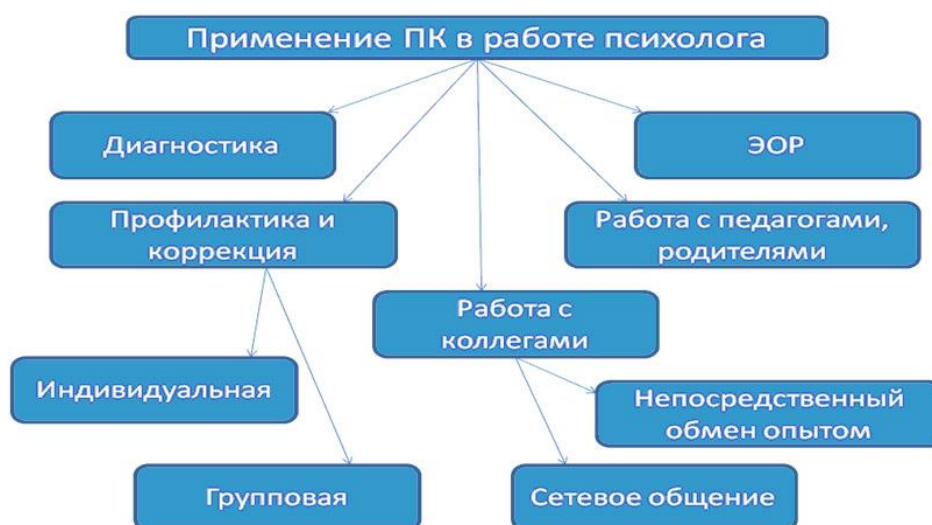 Применение ПК в работе психолога
Диагностика
ЭОР
Профилактика и
коррекция
Работа с педагогами,
родителями
Работа с
коллегами
Индивидуальная
Непосредственный
обмен опытом
Групповая
Сетевое общение